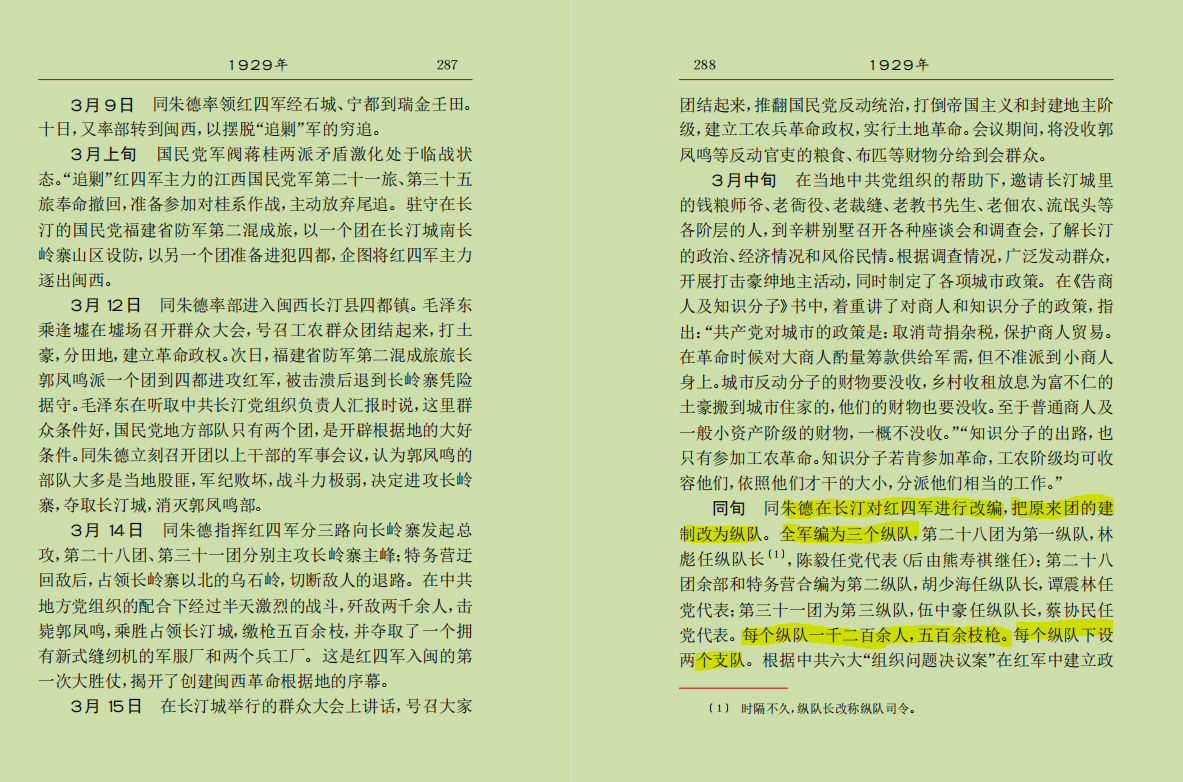 1929年 287
3月9日 同朱德率领红四军经石城、宁都到瑞金壬田。
十日,又率部转到闽西,以摆脱“追剿”军的穷追。
3月上旬 国民党军阀蒋桂两派矛盾激化处于临战状
态。“追剿”红四军主力的江西国民党军第二十一旅、第三十五
旅奉命撤回,准备参加对桂系作战,主动放弃尾追。驻守在长
汀的国民党福建省防军第二混成旅,以一个团在长汀城南长
岭寨山区设防,以另一个团准备进犯四都,企图将红四军主力
逐出闽西。
3月12日 同朱德率部进入闽西长汀县四都镇。毛泽东
乘逢墟在墟场召开群众大会,号召工农群众团结起来,打土
豪,分田地,建立革命政权。次日,福建省防军第二混成旅旅长
郭凤鸣派一个团到四都进攻红军,被击溃后退到长岭寨凭险
据守。毛泽东在听取中共长汀党组织负责人汇报时说,这里群
众条件好,国民党地方部队只有两个团,是开辟根据地的大好
条件。同朱德立刻召开团以上干部的军事会议,认为郭凤鸣的
部队大多是当地股匪,军纪败坏,战斗力极弱,决定进攻长岭
寨,夺取长汀城,消灭郭凤鸣部。
3月14日 同朱德指挥红四军分三路向长岭寨发起总
攻,第二十八团、第三十一团分别主攻长岭寨主峰;特务营迂
回敌后,占领长岭寨以北的乌石岭,切断敌人的退路。在中共
地方党组织的配合下经过半天激烈的战斗,歼敌两千余人,击
毙郭凤鸣,乘胜占领长汀城,缴枪五百余枝,并夺取了一个拥
有新式缝纫机的军服厂和两个兵工厂。这是红四军入闽的第
一次大胜仗,揭开了创建闽西革命根据地的序幕。
3月15日 在长汀城举行的群众大会上讲话,号召大家
288 1929年
团结起来,推翻国民党反动统治,打倒帝国主义和封建地主阶
级,建立工农兵革命政权,实行土地革命。会议期间,将没收郭
凤鸣等反动官吏的粮食、布匹等财物分给到会群众。
3月中旬 在当地中共党组织的帮助下,邀请长汀城里
的钱粮师爷、老衙役、老裁缝、老教书先生、老佃农、流氓头等
各阶层的人,到辛耕别墅召开各种座谈会和调查会,了解长汀
的政治、经济情况和风俗民情。根据调查情况,广泛发动群众,
开展打击豪绅地主活动,同时制定了各项城市政策。在《告商
人及知识分子》书中,着重讲了对商人和知识分子的政策,指
出:“共产党对城市的政策是:取消苛捐杂税,保护商人贸易。
在革命时候对大商人酌量筹款供给军需,但不准派到小商人
身上。城市反动分子的财物要没收,乡村收租放息为富不仁的
土豪搬到城市住家的,他们的财物也要没收。至于普通商人及
一般小资产阶级的财物,一概不没收。”“知识分子的出路,也
只有参加工农革命。知识分子若肯参加革命,工农阶级均可收
容他们,依照他们才干的大小,分派他们相当的工作。”
同旬 同朱德在长汀对红四军进行改编,把原来团的建
制改为纵队。全军编为三个纵队,第二十八团为第一纵队,林
彪任纵队长〔1〕,陈毅任党代表(后由熊寿祺继任);第二十八
团余部和特务营合编为第二纵队,胡少海任纵队长,谭震林任
党代表;第三十一团为第三纵队,伍中豪任纵队长,蔡协民任
党代表。每个纵队一千二百余人,五百余枝枪。每个纵队下设
两个支队。根据中共六大“组织问题决议案”在红军中建立政
〔1〕 时隔不久,纵队长改称纵队司令。